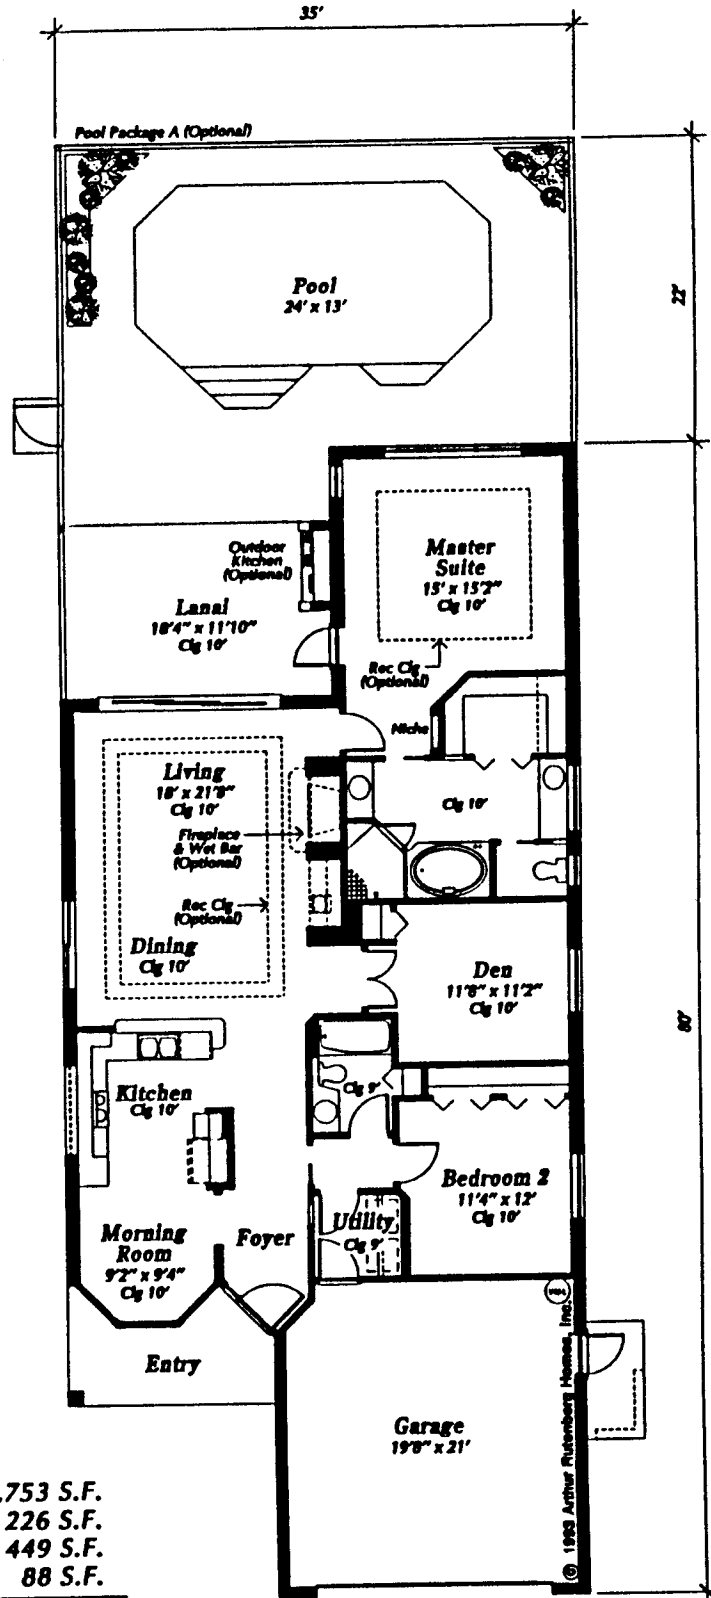 35'
Pool Package A (Optional)
22'
Pool
24' x 13'
Outdoor
Kitchen
(Optional)
Master
Suite
15' x 15'2"
Clg 10'
Lanai
18'4" x 11'10"
Clg 10'
Rec Clg
(Optional)
Niche
Living
18' x 21'8"
Clg 10'
Clg 10'
Fireplace
& Wet Bar
(Optional)
Rec Clg
(Optional)
Dining
Clg 10'
Den
11'8" x 11'2"
Clg 10'
80'
Kitchen
Clg 10'
Clg 9'
Bedroom 2
11'4" x 12'
Clg 10'
Utility
Clg 9'
Morning
Room
9'2" x 9'4"
Clg 10'
Foyer
Entry
Garage
19'8" x 21'
© 1993 Arthur Rutenberg Homes, Inc.
,753 S.F.
226 S.F.
449 S.F.
88 S.F.